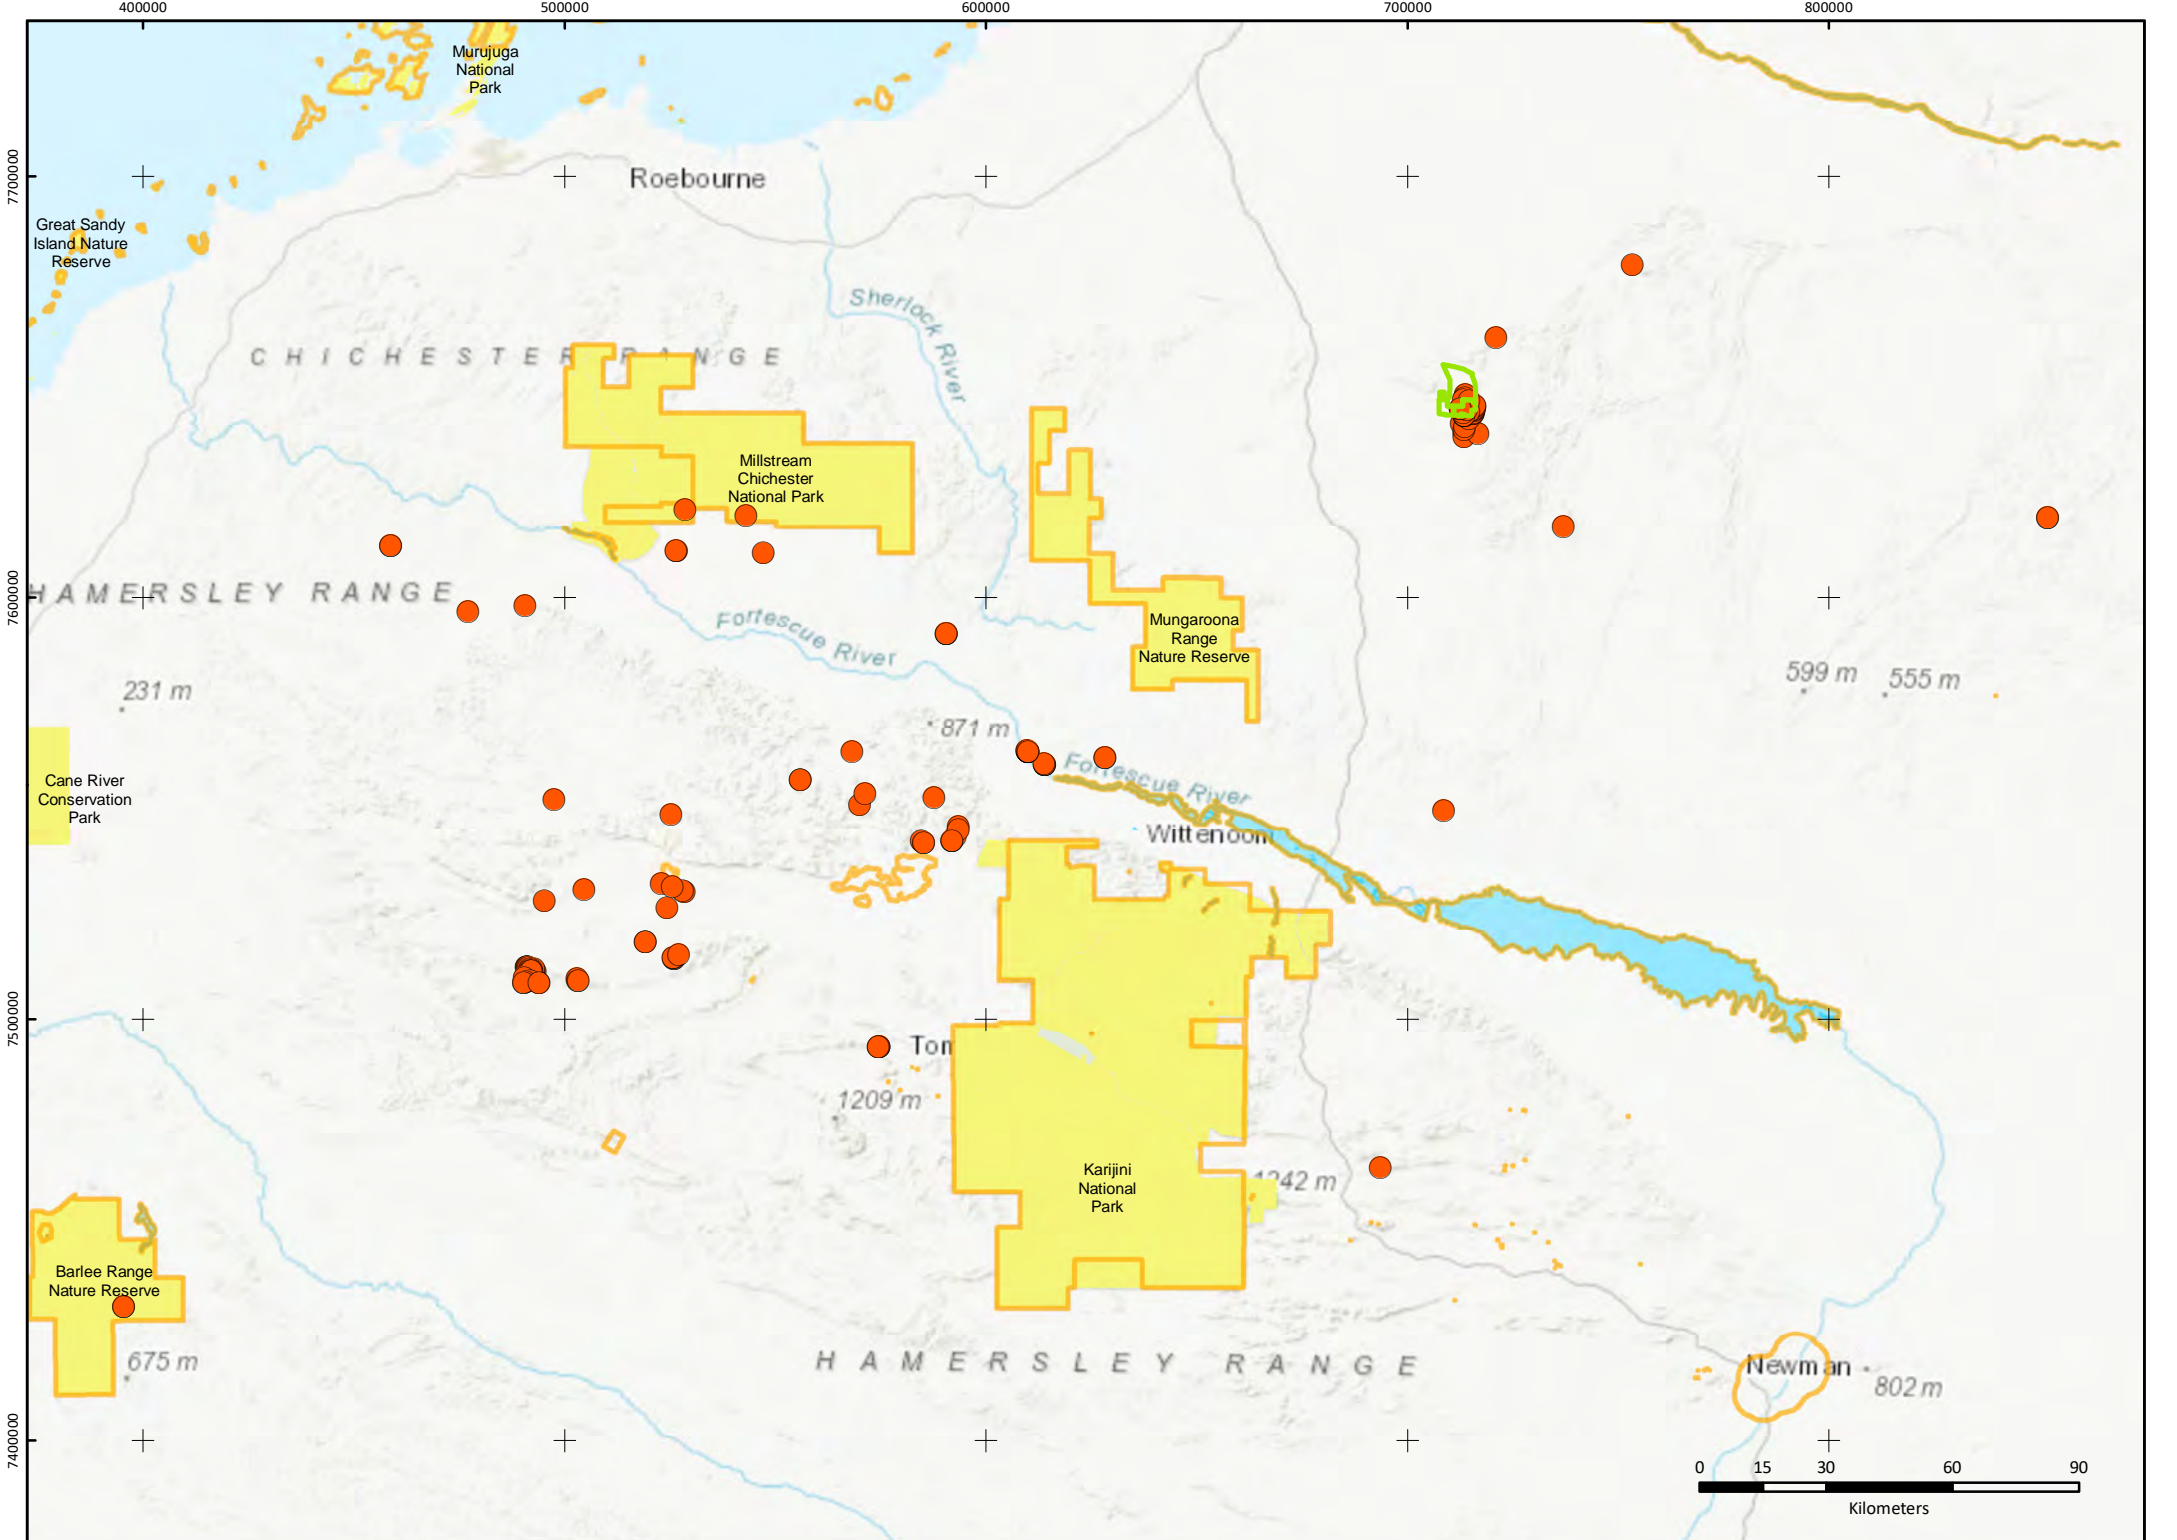 400000 500000 600000 700000 800000
Murujuga
National
Park
7700000
Roebourne
Great Sandy
Island Nature
Reserve
Sherlock River
CHICHESTER RANGE
Millstream
Chichester
National Park
7600000
HAMERSLEY RANGE
Fortescue River
Mungaroona
Range
Nature Reserve
231 m
599 m
555 m
871 m
Fortescue River
Cane River
Conservation
Park
Wittenoom
7500000
Tom
1209 m
Karijini
National
Park
1242 m
Barlee Range
Nature Reserve
675 m
HAMERSLEY RANGE
Newman
802 m
7400000
0 15 30 60 90
Kilometers